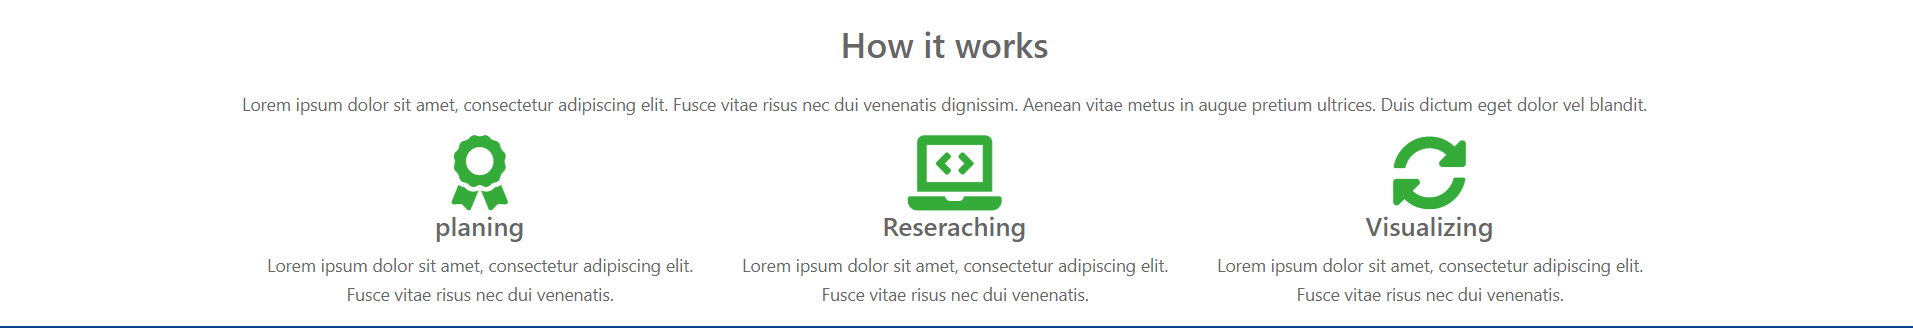 How it works
Lorem ipsum dolor sit amet, consectetur adipiscing elit. Fusce vitae risus nec dui venenatis dignissim. Aenean vitae metus in augue pretium ultrices. Duis dictum eget dolor vel blandit.
planing
Lorem ipsum dolor sit amet, consectetur adipiscing elit.
Fusce vitae risus nec dui venenatis.
Reseraching
Lorem ipsum dolor sit amet, consectetur adipiscing elit.
Fusce vitae risus nec dui venenatis.
Visualizing
Lorem ipsum dolor sit amet, consectetur adipiscing elit.
Fusce vitae risus nec dui venenatis.